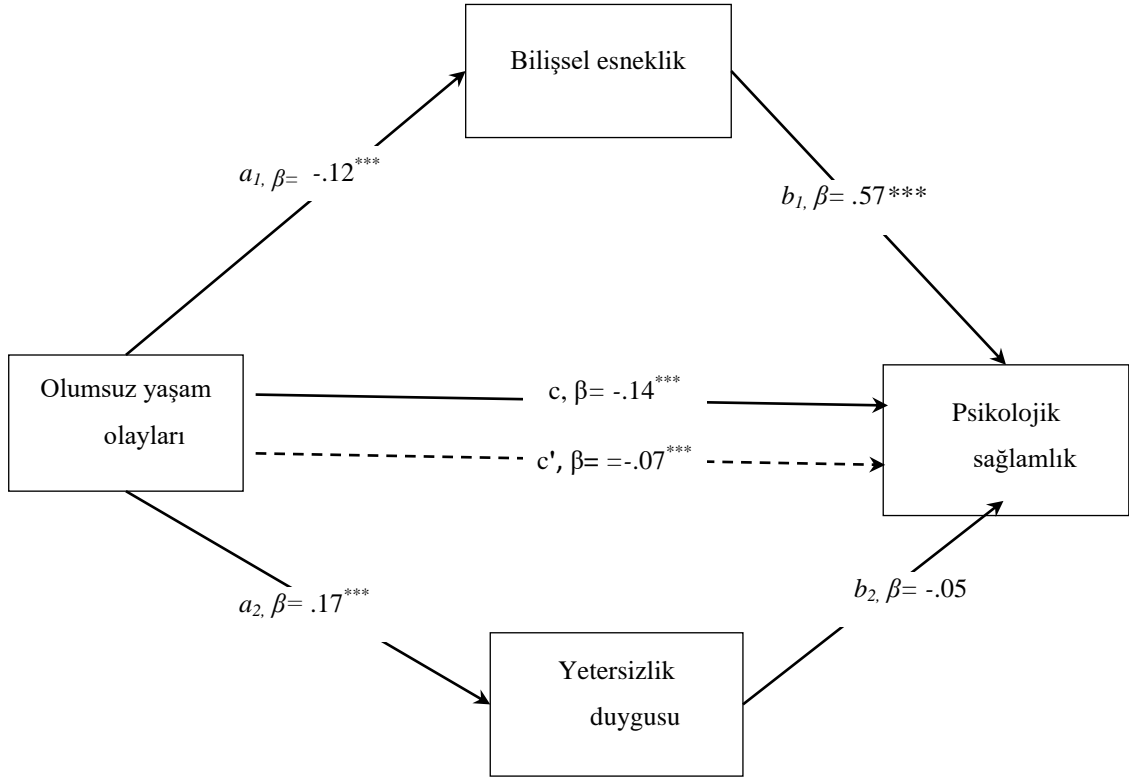 Bilişsel esneklik
a1, β= -.12***
b1, β= .57***
Olumsuz yaşam
olayları
c, β= -.14***
c', β= =-.07***
Psikolojik
sağlamlık
a2, β= .17***
b2, β= -.05
Yetersizlik
duygusu